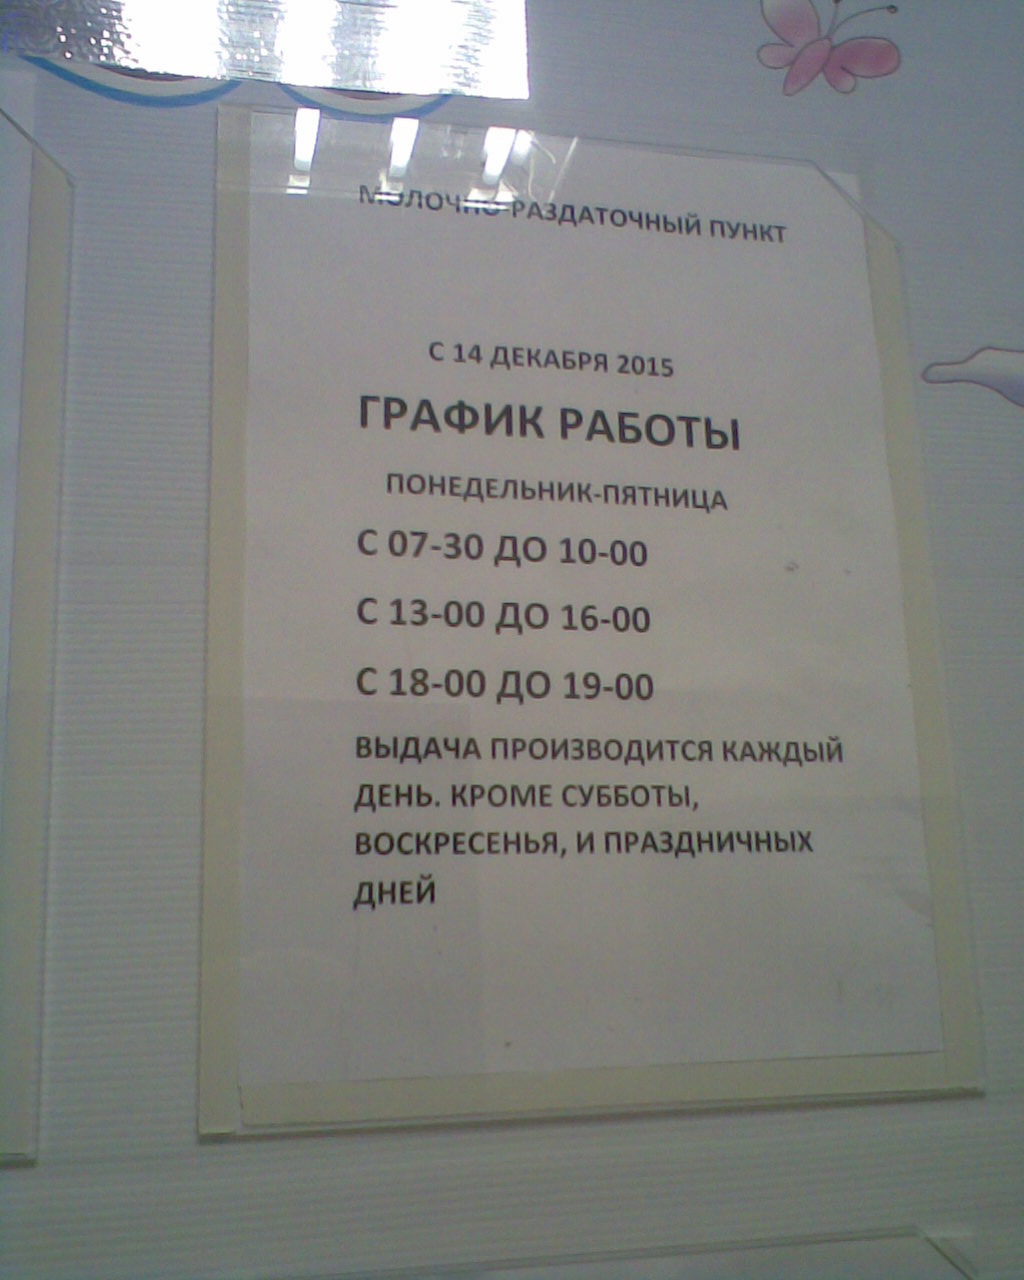 МОЛОЧНО-РАЗДАТОЧНЫЙ ПУНКТ
С 14 ДЕКАБРЯ 2015
ГРАФИК РАБОТЫ
ПОНЕДЕЛЬНИК-ПЯТНИЦА
С 07-30 ДО 10-00
С 13-00 ДО 16-00
С 18-00 ДО 19-00
ВЫДАЧА ПРОИЗВОДИТСЯ КАЖДЫЙ
ДЕНЬ. КРОМЕ СУББОТЫ,
ВОСКРЕСЕНЬЯ, И ПРАЗДНИЧНЫХ
ДНЕЙ